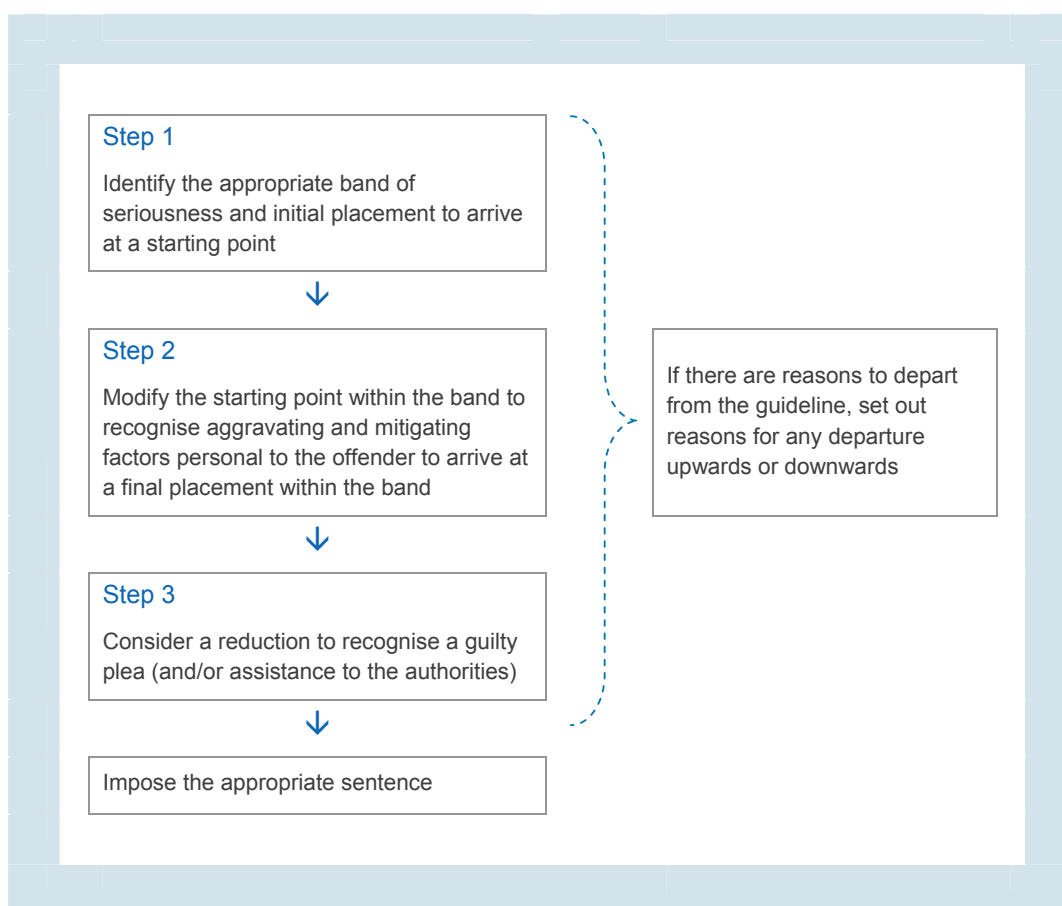 Step 1
Identify the appropriate band of
seriousness and initial placement to arrive
at a starting point
Step 2
Modify the starting point within the band to
recognise aggravating and mitigating
factors personal to the offender to arrive at
a final placement within the band
Step 3
Consider a reduction to recognise a guilty
plea (and/or assistance to the authorities)
Impose the appropriate sentence
If there are reasons to depart
from the guideline, set out
reasons for any departure
upwards or downwards